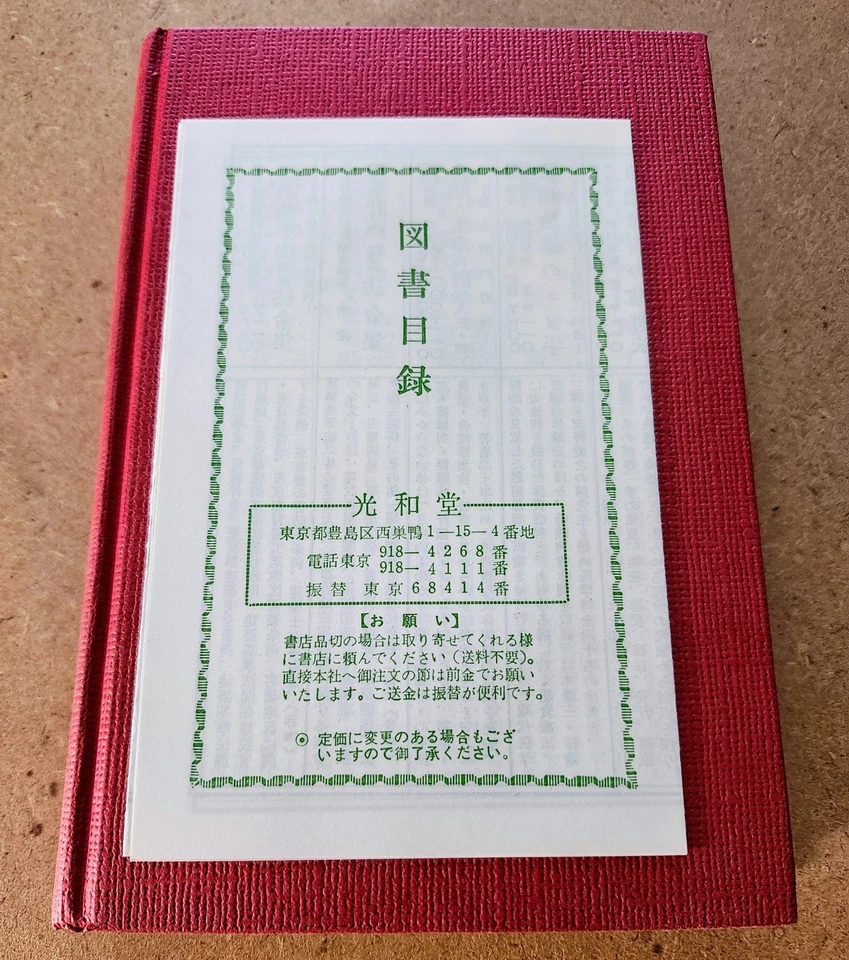 図書目録
光和堂
東京都豊島区西巣鴨1―15―4番地
電話東京 918―4268番
918―4111番
振替 東京68414番
【お願い】
書店品切の場合は取り寄せてくれる様
に書店に頼んでください(送料不要)。
直接本社へ御注文の節は前金でお願い
いたします。ご送金は振替が便利です。
◉ 定価に変更のある場合もござ
いますので御了承ください。